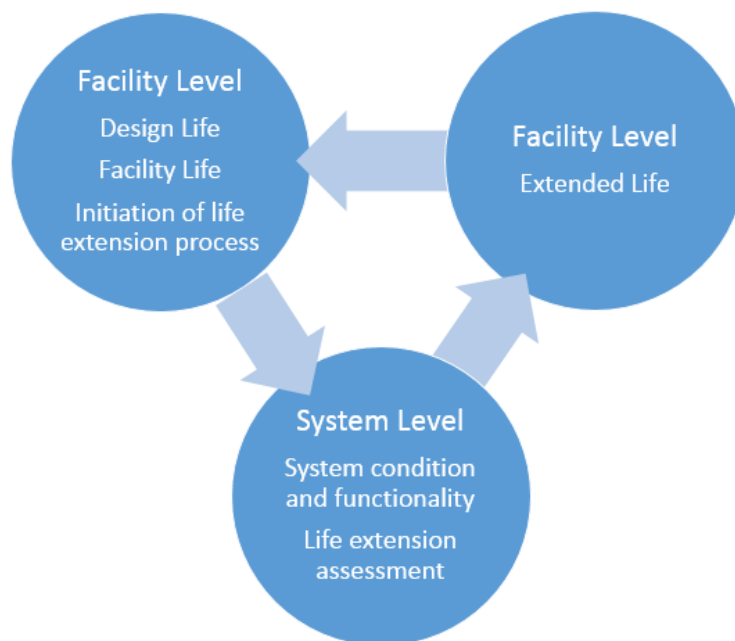 Facility Level
Design Life
Facility Life
Initiation of life
extension process
Facility Level
Extended Life
System Level
System condition
and functionality
Life extension
assessment